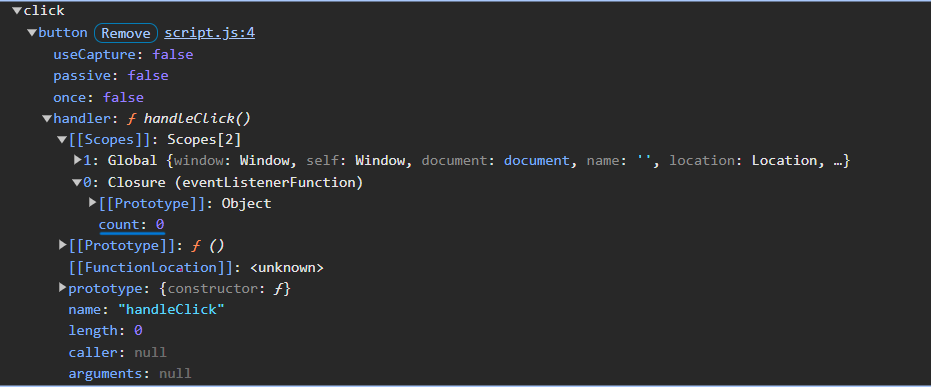 ▼click
▼button Remove script.js:4
useCapture: false
passive: false
once: false
▼handler: ƒ handleClick()
▼[[Scopes]]: Scopes[2]
▶1: Global {window: Window, self: Window, document: document, name: '', location: Location, …}
▼0: Closure (eventListenerFunction)
▶[[Prototype]]: Object
count: 0
▶[[Prototype]]: ƒ ()
[[FunctionLocation]]: <unknown>
▶prototype: {constructor: ƒ}
name: "handleClick"
length: 0
caller: null
arguments: null